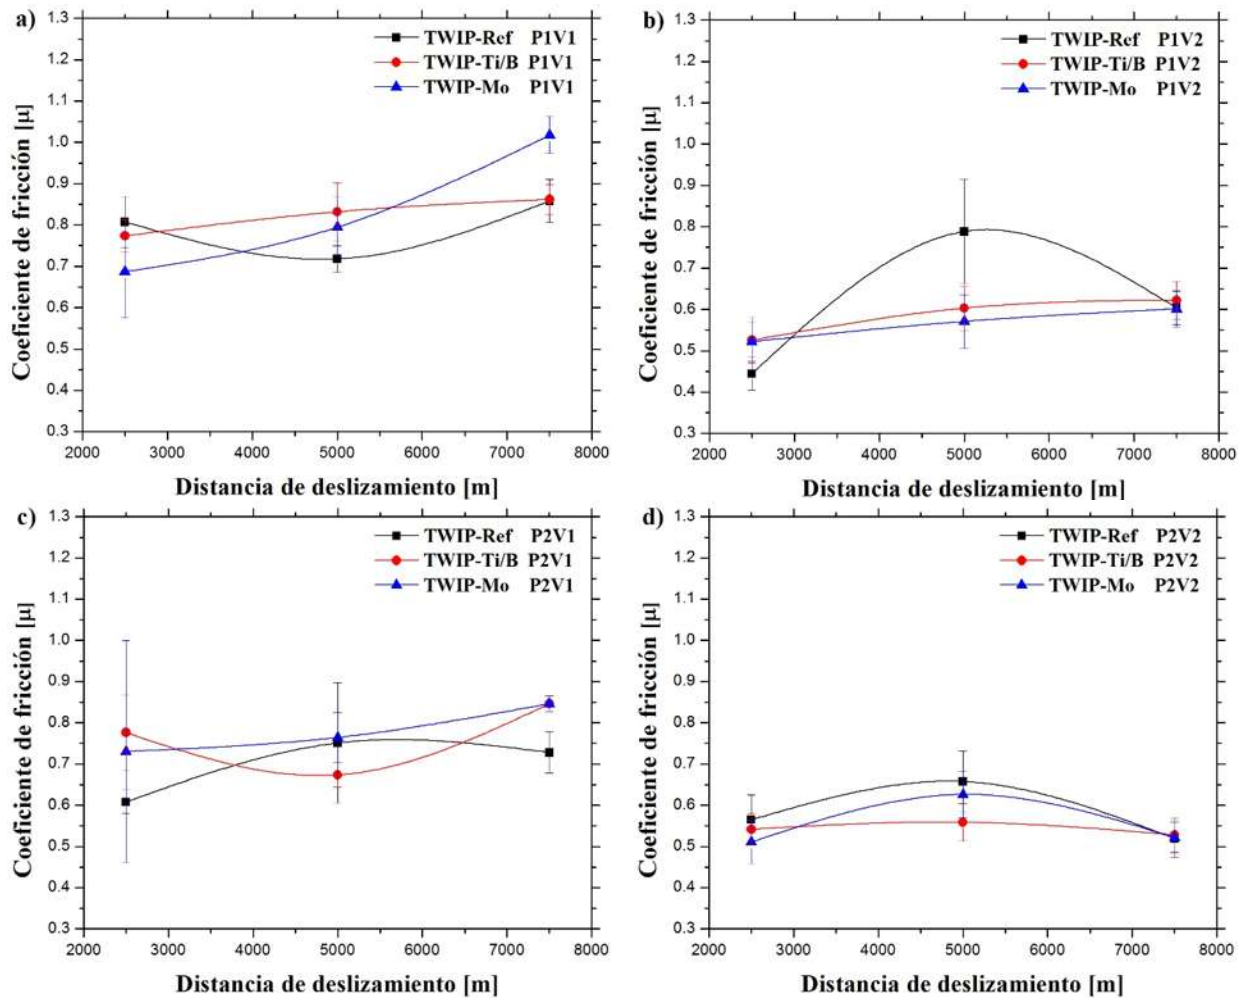 a)
TWIP-Ref P1V1
TWIP-Ti/B P1V1
TWIP-Mo P1V1
1.3
1.2
1.1
1.0
0.9
0.8
0.7
0.6
0.5
0.4
0.3
Coeficiente de fricción [µ]
2000 3000 4000 5000 6000 7000 8000
Distancia de deslizamiento [m]
b)
TWIP-Ref P1V2
TWIP-Ti/B P1V2
TWIP-Mo P1V2
1.3
1.2
1.1
1.0
0.9
0.8
0.7
0.6
0.5
0.4
0.3
Coeficiente de fricción [µ]
2000 3000 4000 5000 6000 7000 8000
Distancia de deslizamiento [m]
c)
TWIP-Ref P2V1
TWIP-Ti/B P2V1
TWIP-Mo P2V1
1.3
1.2
1.1
1.0
0.9
0.8
0.7
0.6
0.5
0.4
0.3
Coeficiente de fricción [µ]
2000 3000 4000 5000 6000 7000 8000
Distancia de deslizamiento [m]
d)
TWIP-Ref P2V2
TWIP-Ti/B P2V2
TWIP-Mo P2V2
1.3
1.2
1.1
1.0
0.9
0.8
0.7
0.6
0.5
0.4
0.3
Coeficiente de fricción [µ]
2000 3000 4000 5000 6000 7000 8000
Distancia de deslizamiento [m]